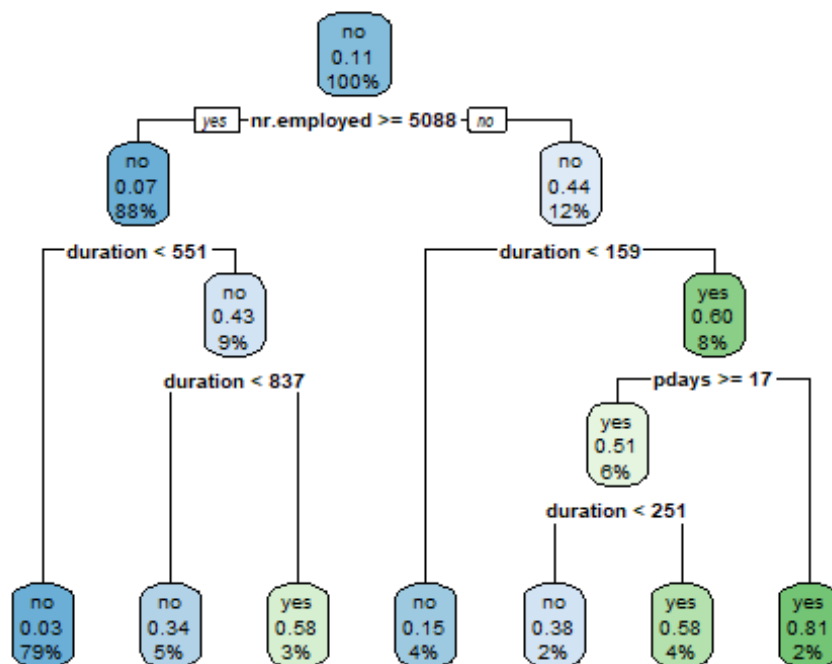 no
0.11
100%
yes nr.employed >= 5088 no
no
0.07
88%
no
0.44
12%
duration < 551
duration < 159
no
0.43
9%
yes
0.60
8%
duration < 837
pdays >= 17
yes
0.51
6%
duration < 251
no
0.03
79%
no
0.34
5%
yes
0.58
3%
no
0.15
4%
no
0.38
2%
yes
0.58
4%
yes
0.81
2%